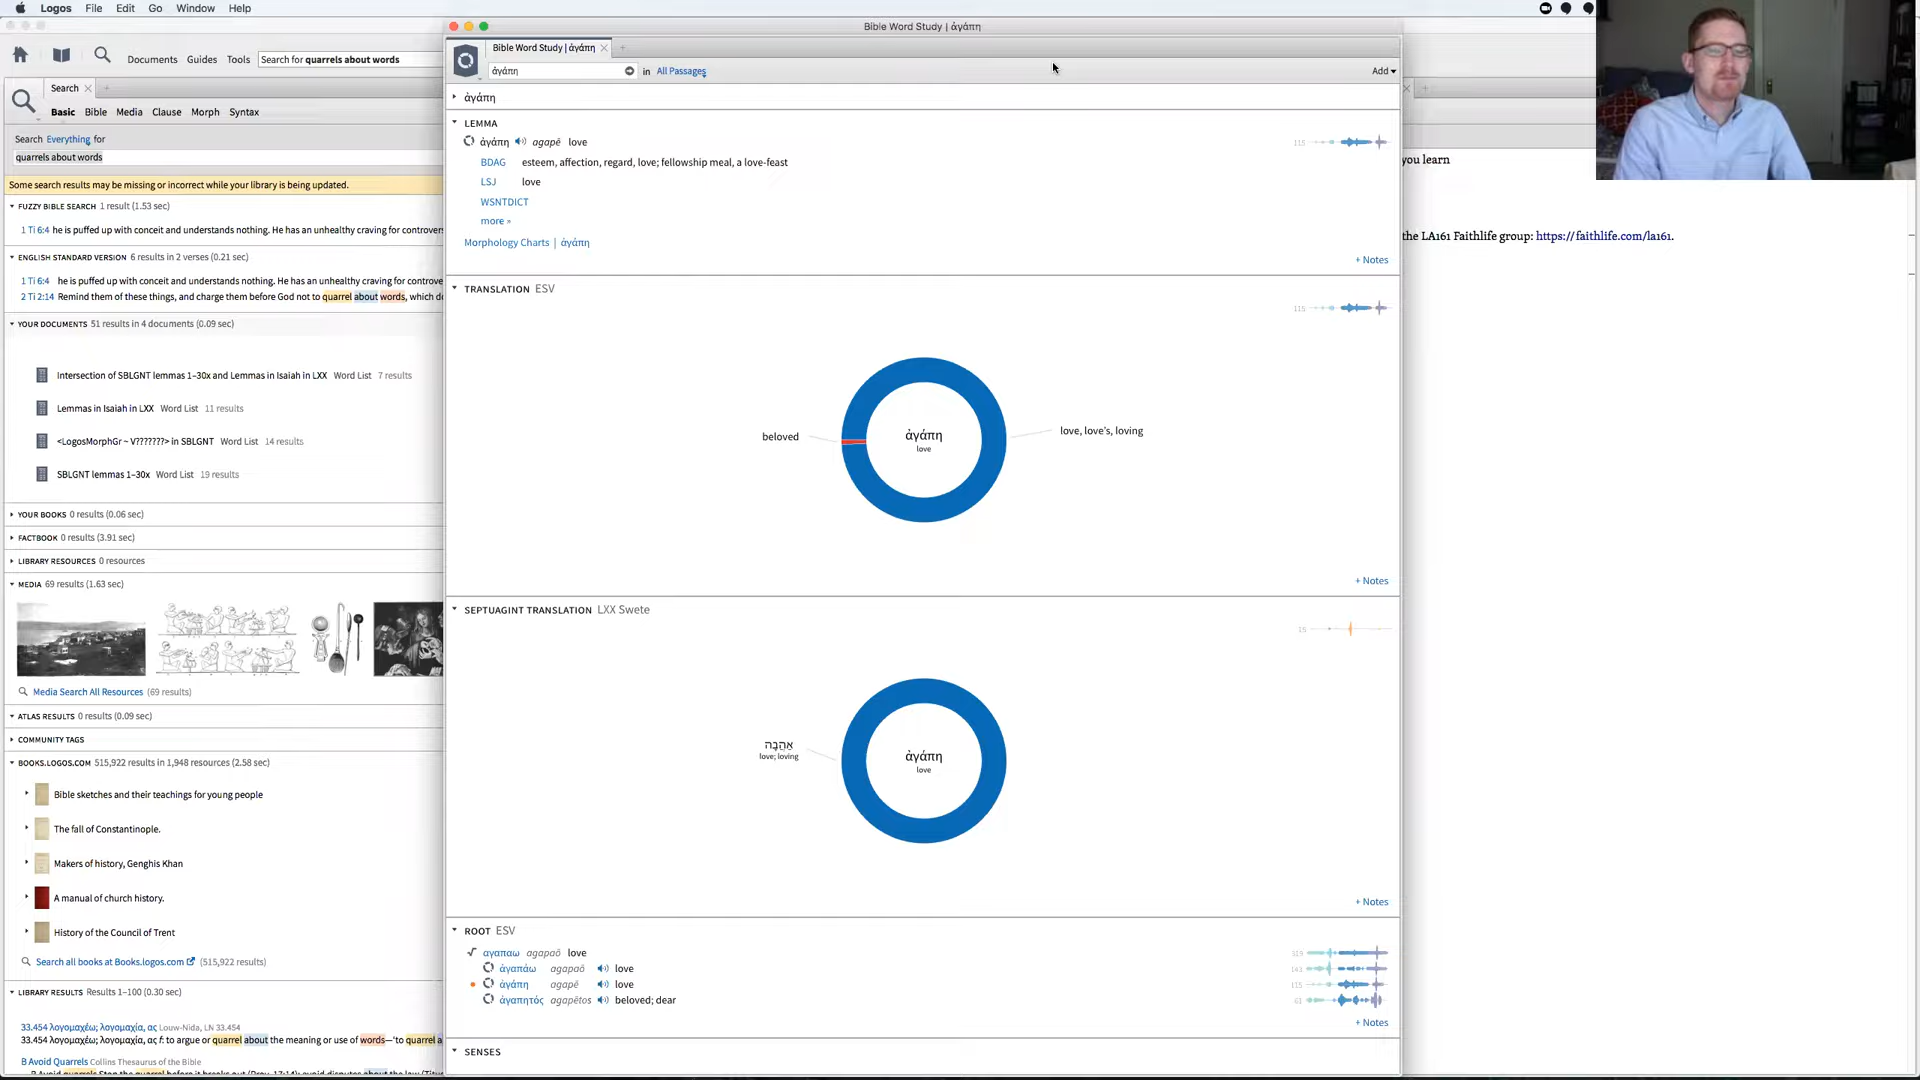 Logos File Edit Go Window Help
Bible Word Study | ἀγάπη
Documents Guides Tools Search for quarrels about words
Search
Basic Bible Media Clause Morph Syntax
Search Everything for
quarrels about words
Some search results may be missing or incorrect while your library is being updated.
FUZZY BIBLE SEARCH 1 result (1.53 sec)
1 Ti 6:4 he is puffed up with conceit and understands nothing. He has an unhealthy craving for controvers
ENGLISH STANDARD VERSION 6 results in 2 verses (0.21 sec)
1 Ti 6:4 he is puffed up with conceit and understands nothing. He has an unhealthy craving for controve
2 Ti 2:14 Remind them of these things, and charge them before God not to quarrel about words, which d
YOUR DOCUMENTS 51 results in 4 documents (0.09 sec)
Intersection of SBLGNT lemmas 1–30x and Lemmas in Isaiah in LXX Word List 7 results
Lemmas in Isaiah in LXX Word List 11 results
<LogosMorphGr ~ V???????> in SBLGNT Word List 14 results
SBLGNT lemmas 1–30x Word List 19 results
YOUR BOOKS 0 results (0.06 sec)
FACTBOOK 0 results (3.91 sec)
LIBRARY RESOURCES 0 resources
MEDIA 69 results (1.63 sec)
Media Search All Resources (69 results)
ATLAS RESULTS 0 results (0.09 sec)
COMMUNITY TAGS
BOOKS.LOGOS.COM 515,922 results in 1,948 resources (2.58 sec)
Bible sketches and their teachings for young people
The fall of Constantinople.
Makers of history, Genghis Khan
A manual of church history.
History of the Council of Trent
Search all books at Books.logos.com (515,922 results)
LIBRARY RESULTS Results 1–100 (0.30 sec)
33.454 λογομαχέω; λογομαχία, ας Louw-Nida, LN 33.454
33.454 λογομαχέω; λογομαχία, ας f: to argue or quarrel about the meaning or use of words—'to quarrel a
B Avoid Quarrels Collins Thesaurus of the Bible
Bible Word Study | ἀγάπη
ἀγάπη in All Passages Add
ἀγάπη
LEMMA
ἀγάπη agapē love 115
BDAG esteem, affection, regard, love; fellowship meal, a love-feast
LSJ love
WSNTDICT
more »
Morphology Charts | ἀγάπη
+ Notes
TRANSLATION ESV
115
beloved
ἀγάπη
love
love, love's, loving
+ Notes
SEPTUAGINT TRANSLATION LXX Swete
15
אַהֲבָה
love; loving
ἀγάπη
love
+ Notes
ROOT ESV
αγαπαω agapaō love 319
ἀγαπάω agapaō love 143
ἀγάπη agapē love 115
ἀγαπητός agapētos beloved; dear 63
+ Notes
SENSES
you learn
the LA161 Faithlife group: https://faithlife.com/la161.